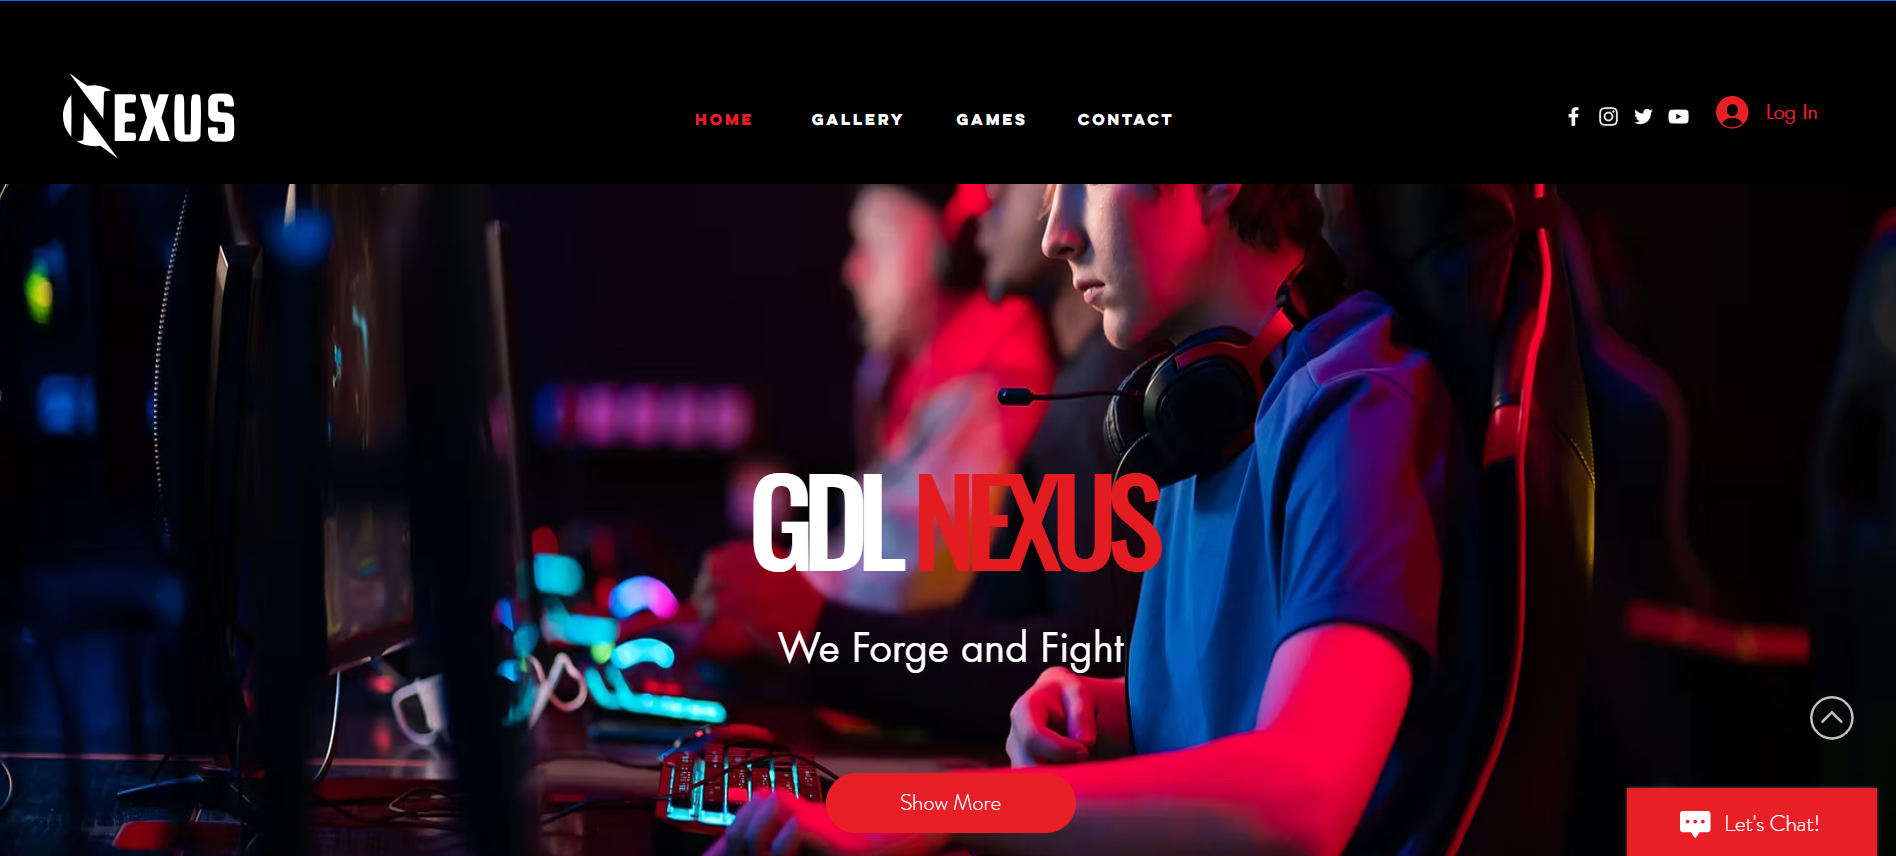 NEXUS
HOME GALLERY GAMES CONTACT
Log In
GDL NEXUS
We Forge and Fight
Show More
Let's Chat!